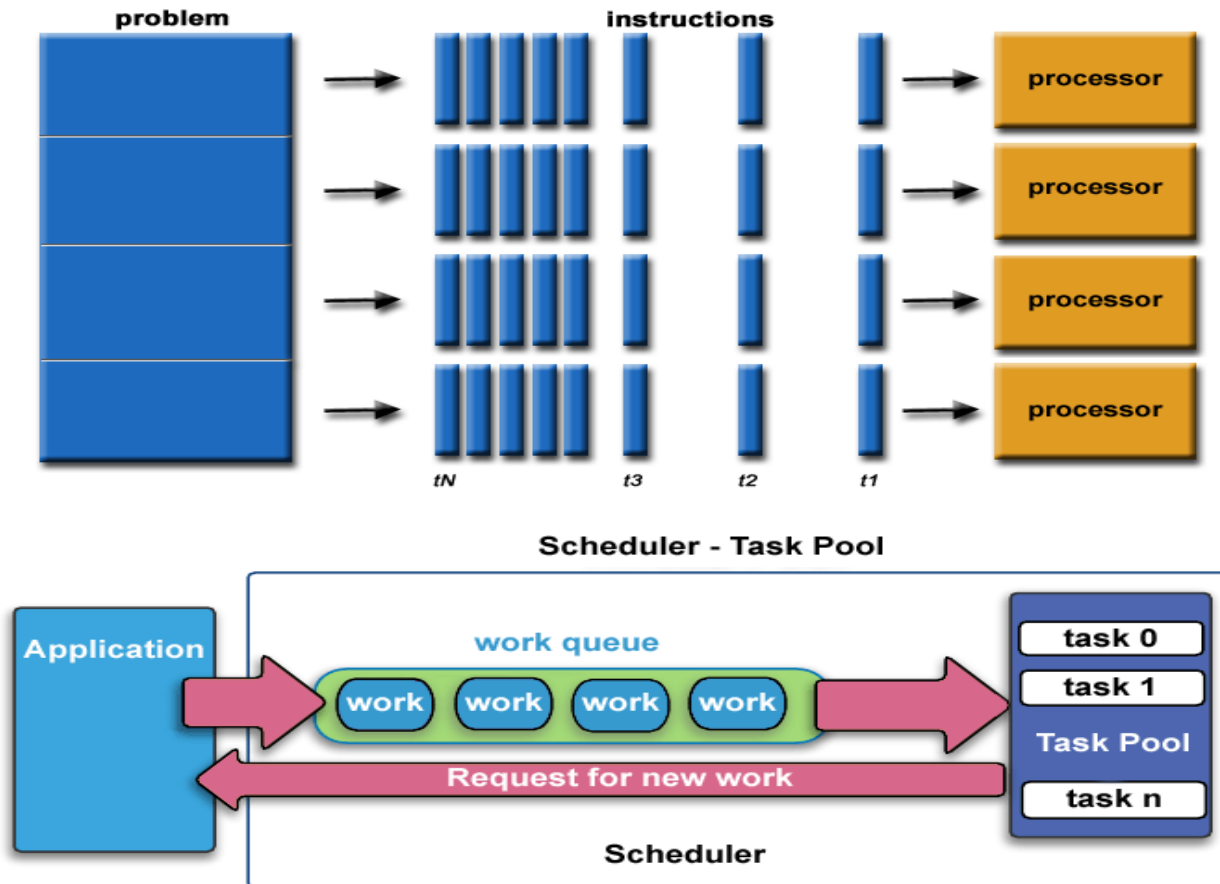 problem
instructions
processor
processor
processor
processor
tN t3 t2 t1
Scheduler - Task Pool
Application
work queue
work work work work
Request for new work
task 0
task 1
Task Pool
task n
Scheduler